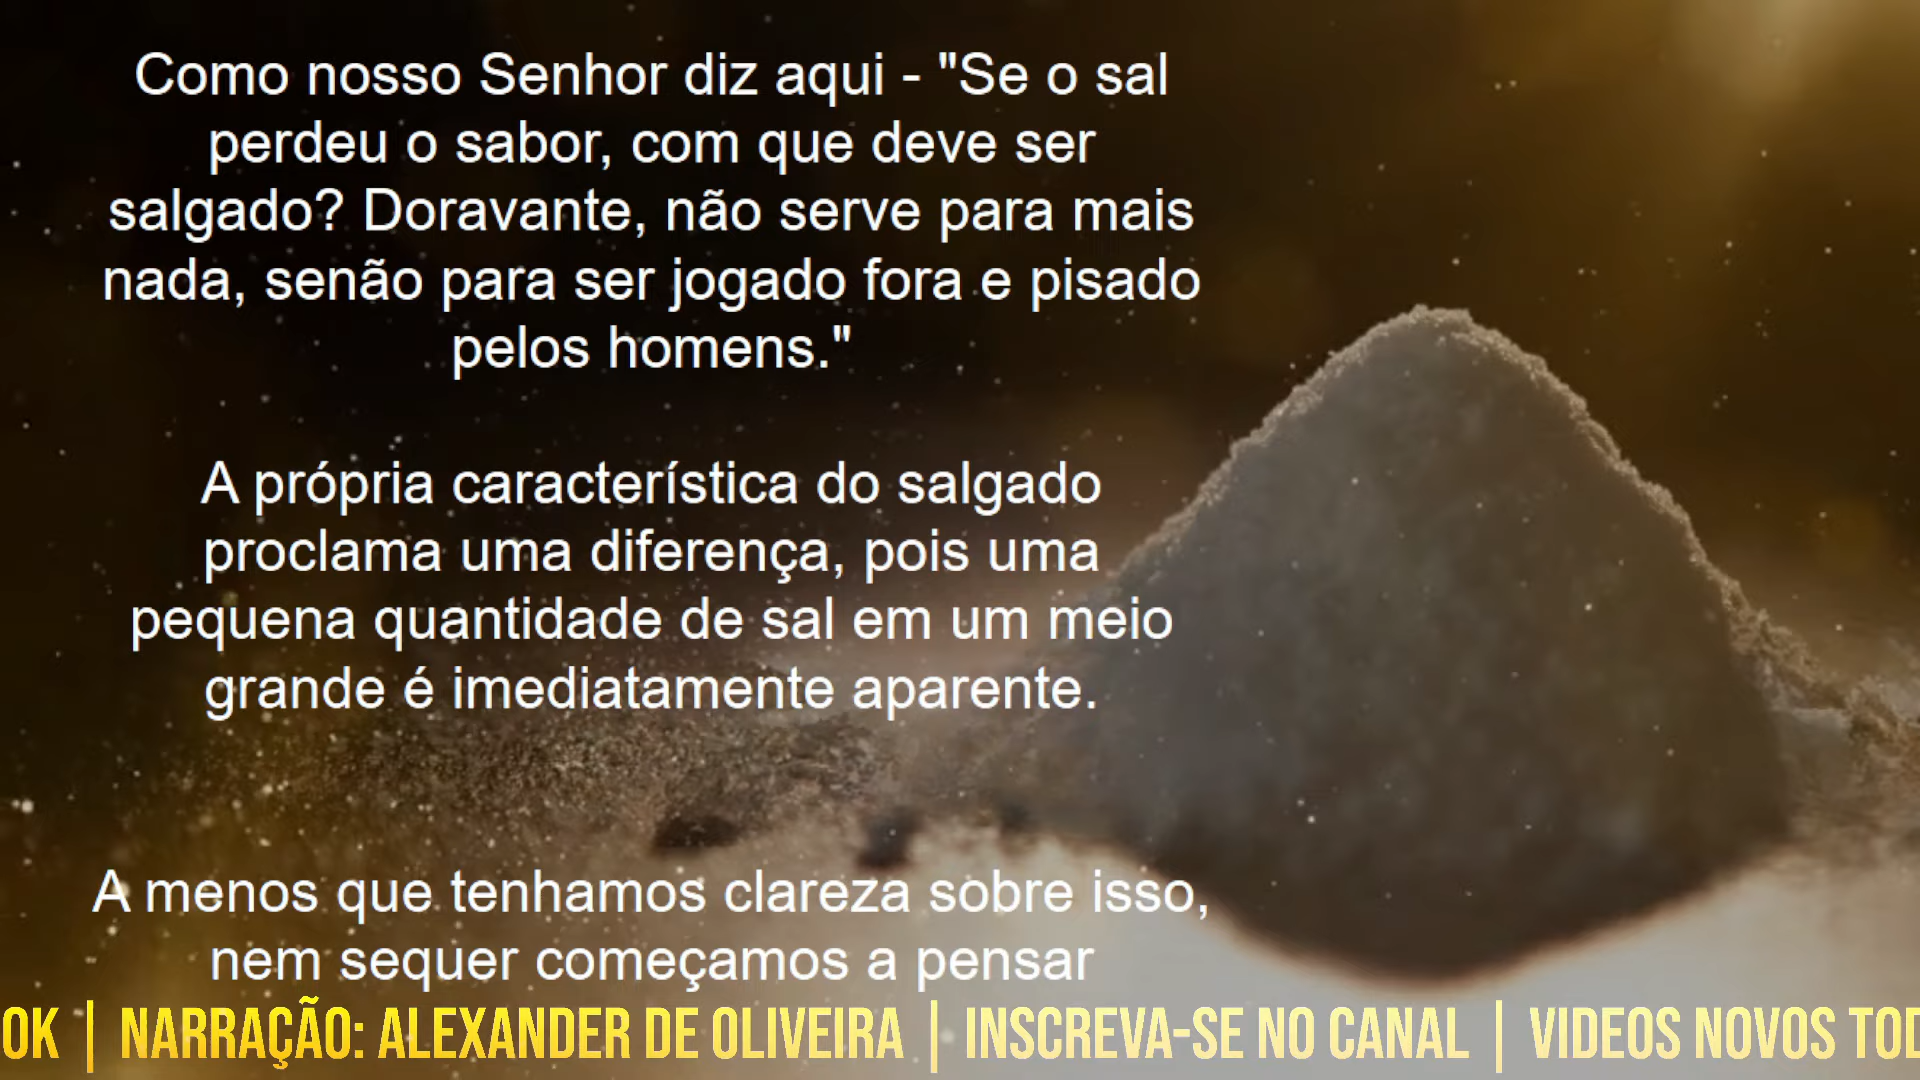 Como nosso Senhor diz aqui - "Se o sal
perdeu o sabor, com que deve ser
salgado? Doravante, não serve para mais
nada, senão para ser jogado fora e pisado
pelos homens."
A própria característica do salgado
proclama uma diferença, pois uma
pequena quantidade de sal em um meio
grande é imediatamente aparente.
A menos que tenhamos clareza sobre isso,
nem sequer começamos a pensar
OK | NARRAÇÃO: ALEXANDER DE OLIVEIRA | INSCREVA-SE NO CANAL | VIDEOS NOVOS TOD